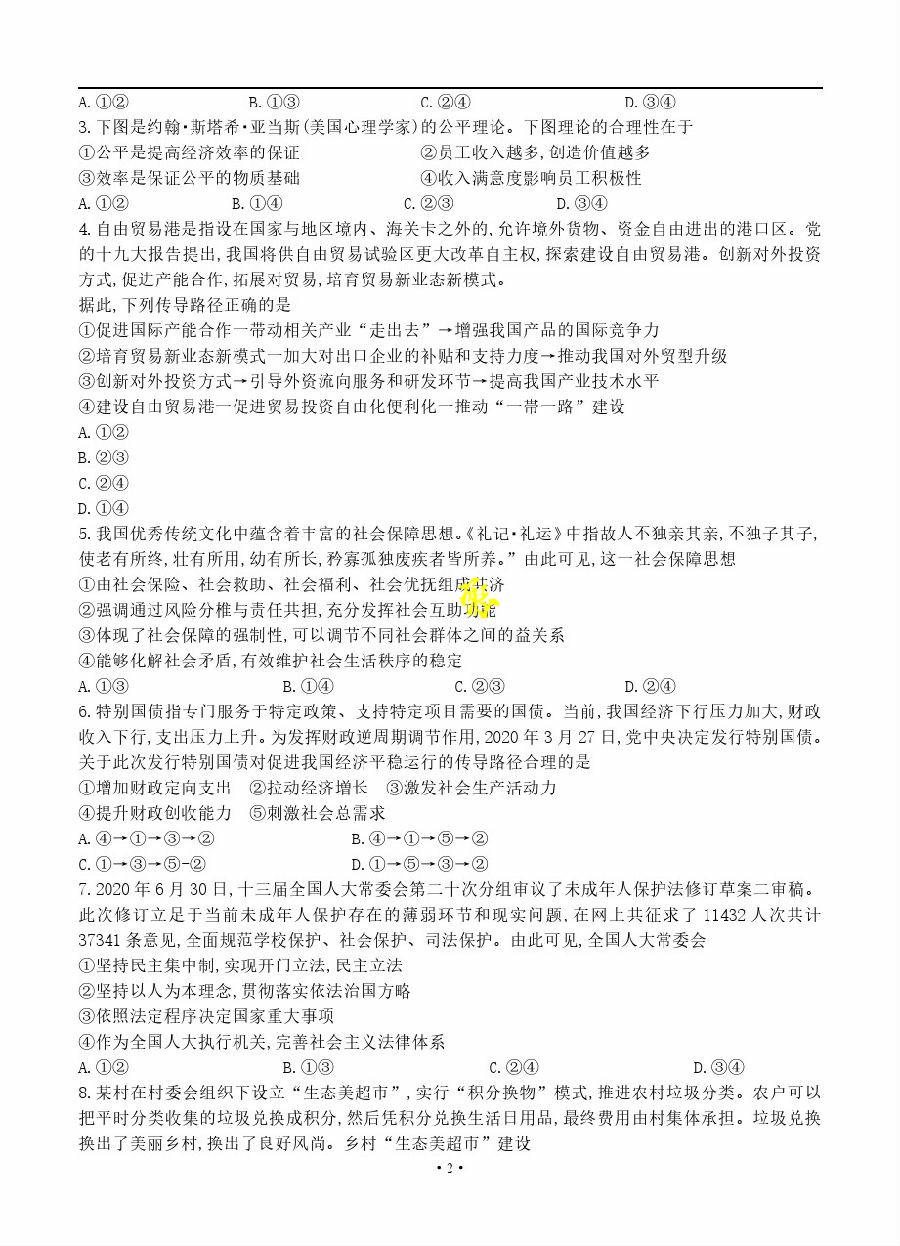 A. ①② B. ①③ C. ②④ D. ③④
3. 下图是约翰·斯塔希·亚当斯(美国心理学家)的公平理论。下图理论的合理性在于
①公平是提高经济效率的保证 ②员工收入越多,创造价值越多
③效率是保证公平的物质基础 ④收入满意度影响员工积极性
A. ①② B. ①④ C. ②③ D. ③④
4. 自由贸易港是指设在国家与地区境内、海关卡之外的,允许境外货物、资金自由进出的港口区。党
的十九大报告提出,我国将供自由贸易试验区更大改革自主权,探索建设自由贸易港。创新对外投资
方式,促进产能合作,拓展对贸易,培育贸易新业态新模式。
据此,下列传导路径正确的是
①促进国际产能合作一带动相关产业“走出去”→增强我国产品的国际竞争力
②培育贸易新业态新模式一加大对出口企业的补贴和支持力度→推动我国对外贸型升级
③创新对外投资方式→引导外资流向服务和研发环节→提高我国产业技术水平
④建设自由贸易港一促进贸易投资自由化便利化一推动“一带一路”建设
A. ①②
B. ②③
C. ②④
D. ①④
5. 我国优秀传统文化中蕴含着丰富的社会保障思想。《礼记·礼运》中指故人不独亲其亲,不独子其子,
使老有所终,壮有所用,幼有所长,矜寡孤独废疾者皆所养。”由此可见,这一社会保障思想
①由社会保险、社会救助、社会福利、社会优抚组成
②强调通过风险分椎与责任共担,充分发挥社会互助功能
③体现了社会保障的强制性,可以调节不同社会群体之间的益关系
④能够化解社会矛盾,有效维护社会生活秩序的稳定
A. ①③ B. ①④ C. ②③ D. ②④
6. 特别国债指专门服务于特定政策、支持特定项目需要的国债。当前,我国经济下行压力加大,财政
收入下行,支出压力上升。为发挥财政逆周期调节作用,2020 年 3 月 27 日,党中央决定发行特别国债。
关于此次发行特别国债对促进我国经济平稳运行的传导路径合理的是
①增加财政定向支出 ②拉动经济增长 ③激发社会生产活动力
④提升财政创收能力 ⑤刺激社会总需求
A. ④→①→③→② B. ④→①→⑤→②
C. ①→③→⑤-② D. ①→⑤→③→②
7. 2020 年 6 月 30 日,十三届全国人大常委会第二十次分组审议了未成年人保护法修订草案二审稿。
此次修订立足于当前未成年人保护存在的薄弱环节和现实问题,在网上共征求了 11432 人次共计
37341 条意见,全面规范学校保护、社会保护、司法保护。由此可见,全国人大常委会
①坚持民主集中制,实现开门立法,民主立法
②坚持以人为本理念,贯彻落实依法治国方略
③依照法定程序决定国家重大事项
④作为全国人大执行机关,完善社会主义法律体系
A. ①② B. ①③ C. ②④ D. ③④
8. 某村在村委会组织下设立“生态美超市”,实行“积分换物”模式,推进农村垃圾分类。农户可以
把平时分类收集的垃圾兑换成积分,然后凭积分兑换生活日用品,最终费用由村集体承担。垃圾兑换
换出了美丽乡村,换出了良好风尚。乡村“生态美超市”建设
·2·